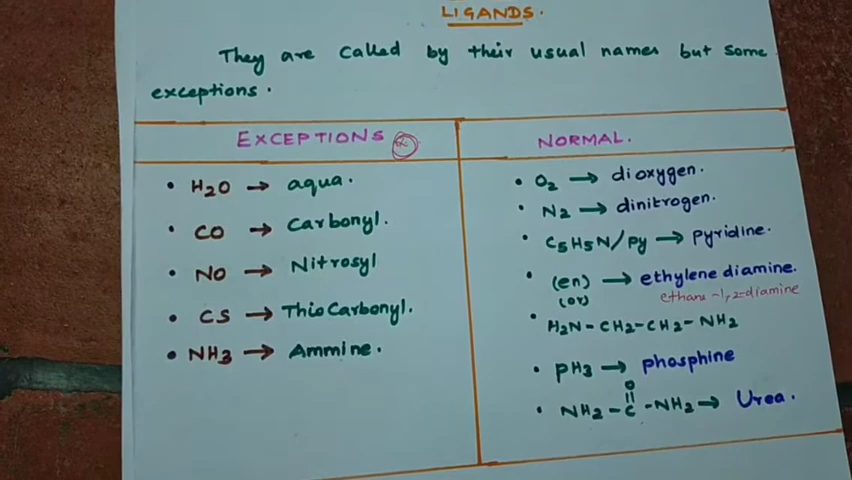 LIGANDS.
They are called by their usual names but some
exceptions.
EXCEPTIONS
• H2O → aqua.
• CO → Carbonyl.
• NO → Nitrosyl
• CS → ThioCarbonyl.
• NH3 → Ammine.
NORMAL.
• O2 → dioxygen.
• N2 → dinitrogen.
• C5H5N/py → pyridine.
• (en) → ethylene diamine.
(or) ethane-1,2-diamine
• H2N-CH2-CH2-NH2
• PH3 → phosphine
O
• NH2-C-NH2 → Urea.